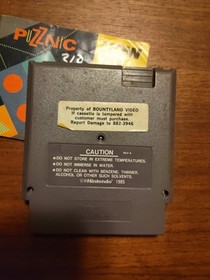 PUZZNIC
Property of BOUNTYLAND VIDEO
If cassette is tampered with
customer must purchase.
Report Damage to 882-3946
CAUTION
●DO NOT STORE IN EXTREME TEMPERATURES.
●DO NOT IMMERSE IN WATER.
●DO NOT CLEAN WITH BENZENE, THINNER,
ALCOHOL OR OTHER SUCH SOLVENTS.
©Nintendo 1985